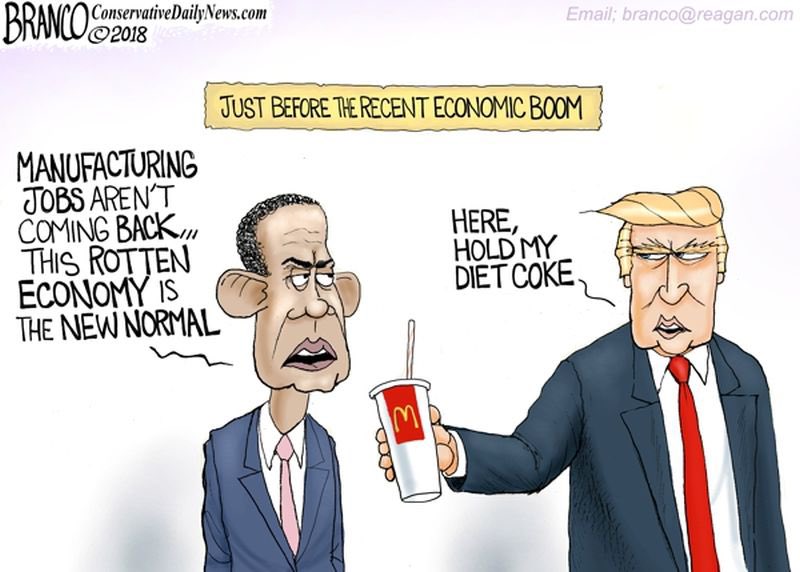 BRANCO ConservativeDailyNews.com
©2018
Email; branco@reagan.com
JUST BEFORE THE RECENT ECONOMIC BOOM
MANUFACTURING
JOBS AREN'T
COMING BACK...
THIS ROTTEN
ECONOMY IS
THE NEW NORMAL
HERE,
HOLD MY
DIET COKE
M